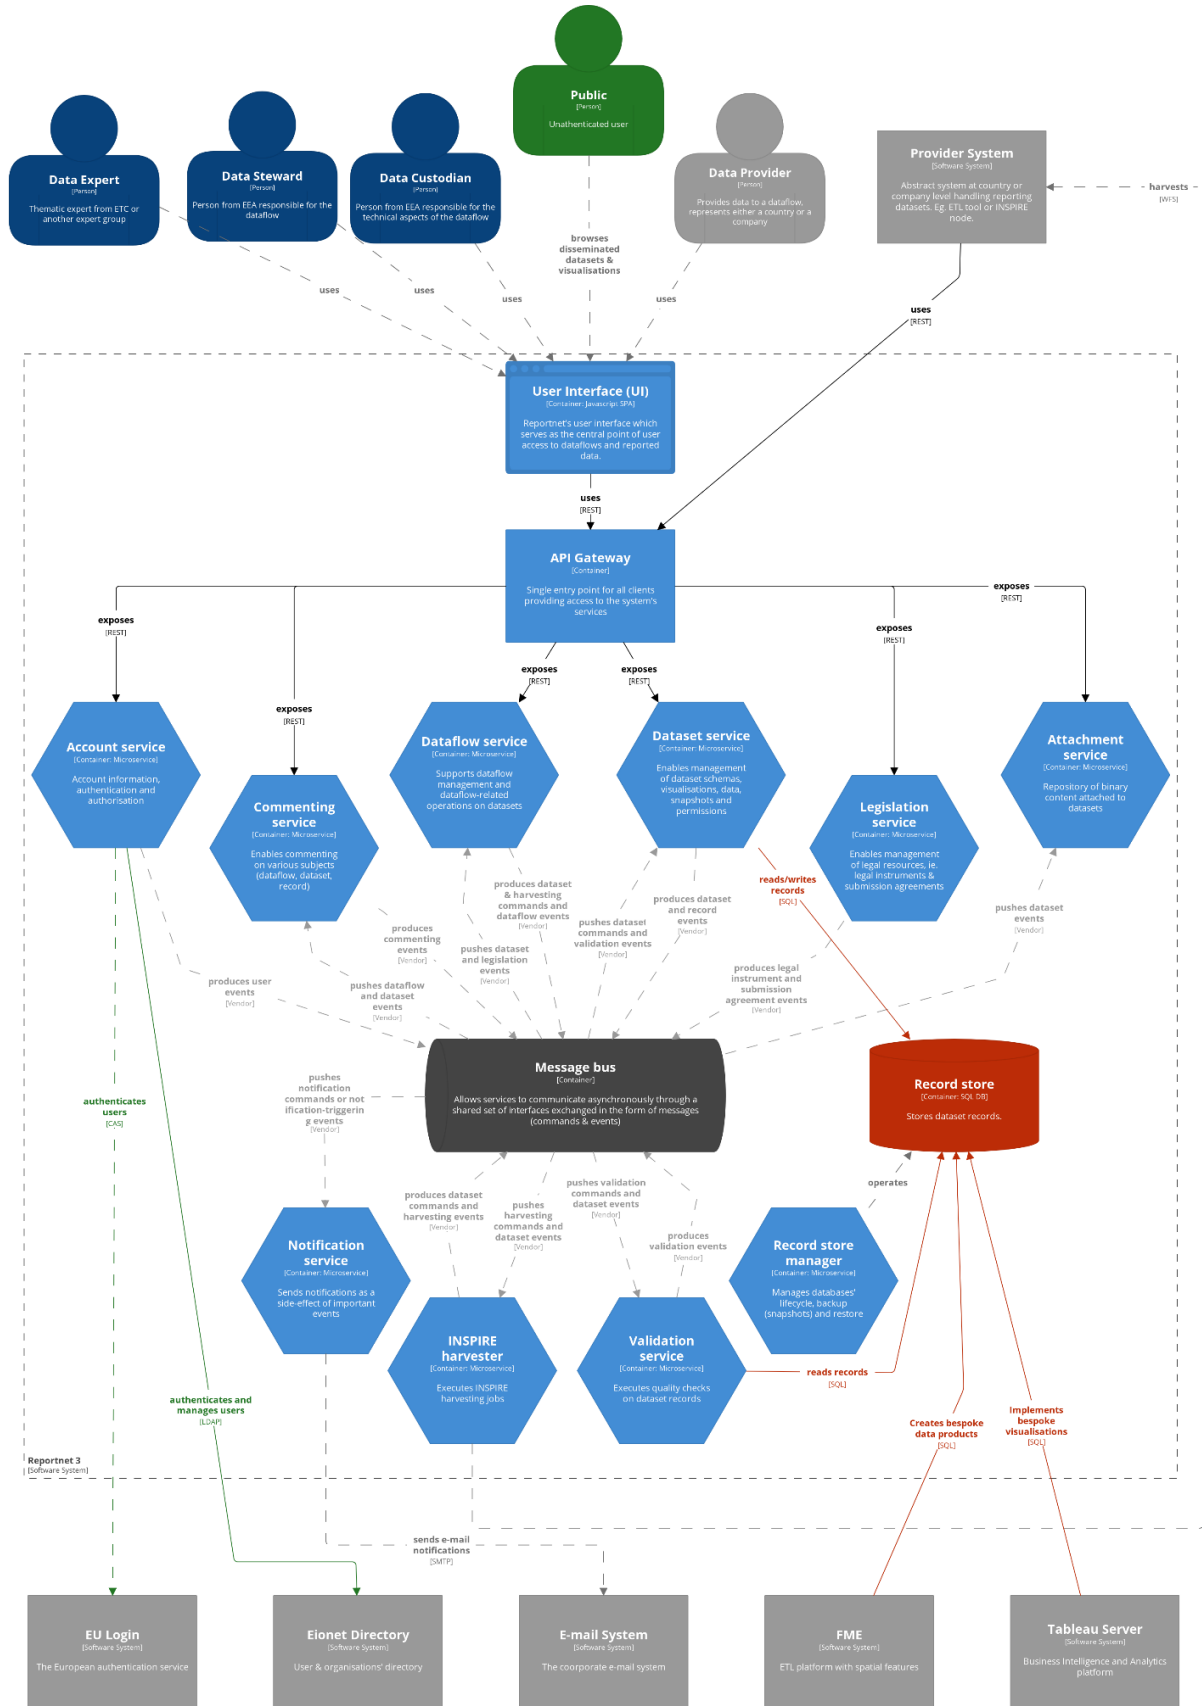 Public
[Person]
Unathenticated user
Data Expert
[Person]
Thematic expert from ETC or
another expert group
Data Steward
[Person]
Person from EEA responsible for the
dataflow
Data Custodian
[Person]
Person from EEA responsible for the
technical aspects of the dataflow
Data Provider
[Person]
Provides data to a dataflow,
represents either a country or a
company
Provider System
[Software System]
Abstract system at country or
company level handling reporting
datasets. Eg. ETL tool or INSPIRE
node.
harvests
[WFS]
browses
disseminated
datasets &
visualisations
uses
uses
uses
uses
uses
[REST]
User Interface (UI)
[Container: Javascript SPA]
Reportnet's user interface which
serves as the central point of user
access to dataflows and reported
data.
uses
[REST]
API Gateway
[Container]
Single entry point for all clients
providing access to the system's
services
exposes
[REST]
exposes
[REST]
exposes
[REST]
exposes
[REST]
exposes
[REST]
exposes
[REST]
Account service
[Container: Microservice]
Account information,
authentication and
authorisation
Commenting
service
[Container: Microservice]
Enables commenting
on various subjects
(dataflow, dataset,
record)
Dataflow service
[Container: Microservice]
Supports dataflow
management and
dataflow-related
operations on datasets
Dataset service
[Container: Microservice]
Enables management
of dataset schemas,
visualisations, data,
snapshots and
permissions
Legislation
service
[Container: Microservice]
Enables management
of legal resources, ie.
legal instruments &
submission agreements
Attachment
service
[Container: Microservice]
Repository of binary
content attached to
datasets
produces user
events
[Vendor]
pushes dataflow
and dataset
events
[Vendor]
produces
commenting
events
[Vendor]
pushes dataset
and legislation
events
[Vendor]
produces dataset
& harvesting
commands and
dataflow events
[Vendor]
pushes dataset
commands and
validation events
[Vendor]
produces dataset
and record
events
[Vendor]
reads/writes
records
[SQL]
produces legal
instrument and
submission
agreement events
[Vendor]
pushes dataset
events
[Vendor]
Message bus
[Container]
Allows services to communicate asynchronously through a
shared set of interfaces exchanged in the form of messages
(commands & events)
Record store
[Container: SQL DB]
Stores dataset records.
authenticates
users
[CAS]
pushes
notification
commands or not
ification-triggerin
g events
[Vendor]
produces dataset
commands and
harvesting events
[Vendor]
pushes
harvesting
commands and
dataset events
[Vendor]
pushes validation
commands and
dataset events
[Vendor]
produces
validation events
[Vendor]
operates
Notification
service
[Container: Microservice]
Sends notifications as a
side-effect of important
events
INSPIRE
harvester
[Container: Microservice]
Executes INSPIRE
harvesting jobs
Validation
service
[Container: Microservice]
Executes quality checks
on dataset records
Record store
manager
[Container: Microservice]
Manages databases'
lifecycle, backup
(snapshots) and restore
reads records
[SQL]
authenticates and
manages users
[LDAP]
Creates bespoke
data products
[SQL]
Implements
bespoke
visualisations
[SQL]
Reportnet 3
[Software System]
sends e-mail
notifications
[SMTP]
EU Login
[Software System]
The European authentication service
Eionet Directory
[Software System]
User & organisations' directory
E-mail System
[Software System]
The coorporate e-mail system
FME
[Software System]
ETL platform with spatial features
Tableau Server
[Software System]
Business Intelligence and Analytics
platform